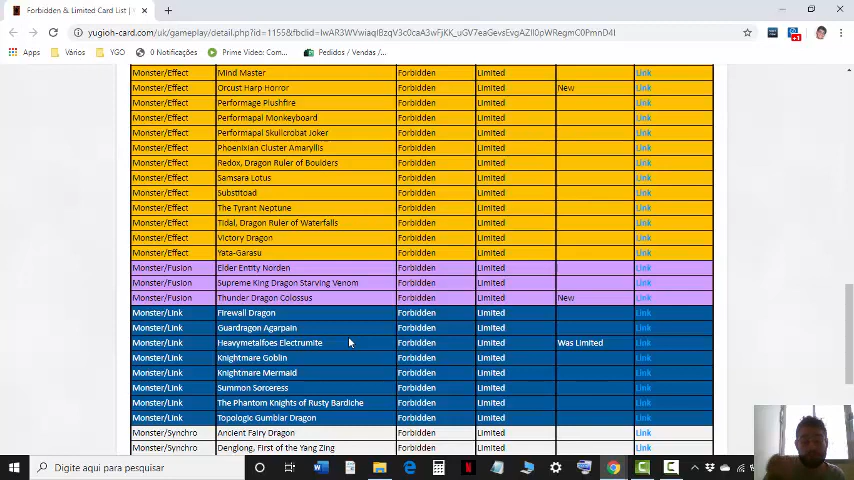 Forbidden & Limited Card List |
yugioh-card.com/uk/gameplay/detail.php?id=1155&fbclid=
Apps Vários YGO 0 Notificações Prime Video: Com... Pedidos / Vendas /...
Monster/Effect Mind Master Forbidden Limited Link
Monster/Effect Orcust Harp Horror Forbidden Limited New Link
Monster/Effect Performage Plushfire Forbidden Limited Link
Monster/Effect Performapal Monkeyboard Forbidden Limited Link
Monster/Effect Performapal Skullcrobat Joker Forbidden Limited Link
Monster/Effect Phoenixian Cluster Amaryllis Forbidden Limited Link
Monster/Effect Redox, Dragon Ruler of Boulders Forbidden Limited Link
Monster/Effect Samsara Lotus Forbidden Limited Link
Monster/Effect Substitoad Forbidden Limited Link
Monster/Effect The Tyrant Neptune Forbidden Limited Link
Monster/Effect Tidal, Dragon Ruler of Waterfalls Forbidden Limited Link
Monster/Effect Victory Dragon Forbidden Limited Link
Monster/Effect Yata-Garasu Forbidden Limited Link
Monster/Fusion Elder Entity Norden Forbidden Limited Link
Monster/Fusion Supreme King Dragon Starving Venom Forbidden Limited Link
Monster/Fusion Thunder Dragon Colossus Forbidden Limited New Link
Monster/Link Firewall Dragon Forbidden Limited Link
Monster/Link Guardragon Agarpain Forbidden Limited Link
Monster/Link Heavymetalfoes Electrumite Forbidden Limited Was Limited Link
Monster/Link Knightmare Goblin Forbidden Limited Link
Monster/Link Knightmare Mermaid Forbidden Limited Link
Monster/Link Summon Sorceress Forbidden Limited Link
Monster/Link The Phantom Knights of Rusty Bardiche Forbidden Limited Link
Monster/Link Topologic Gumblar Dragon Forbidden Limited Link
Monster/Synchro Ancient Fairy Dragon Forbidden Limited Link
Monster/Synchro Denglong, First of the Yang Zing Forbidden Limited Link
Digite aqui para pesquisar